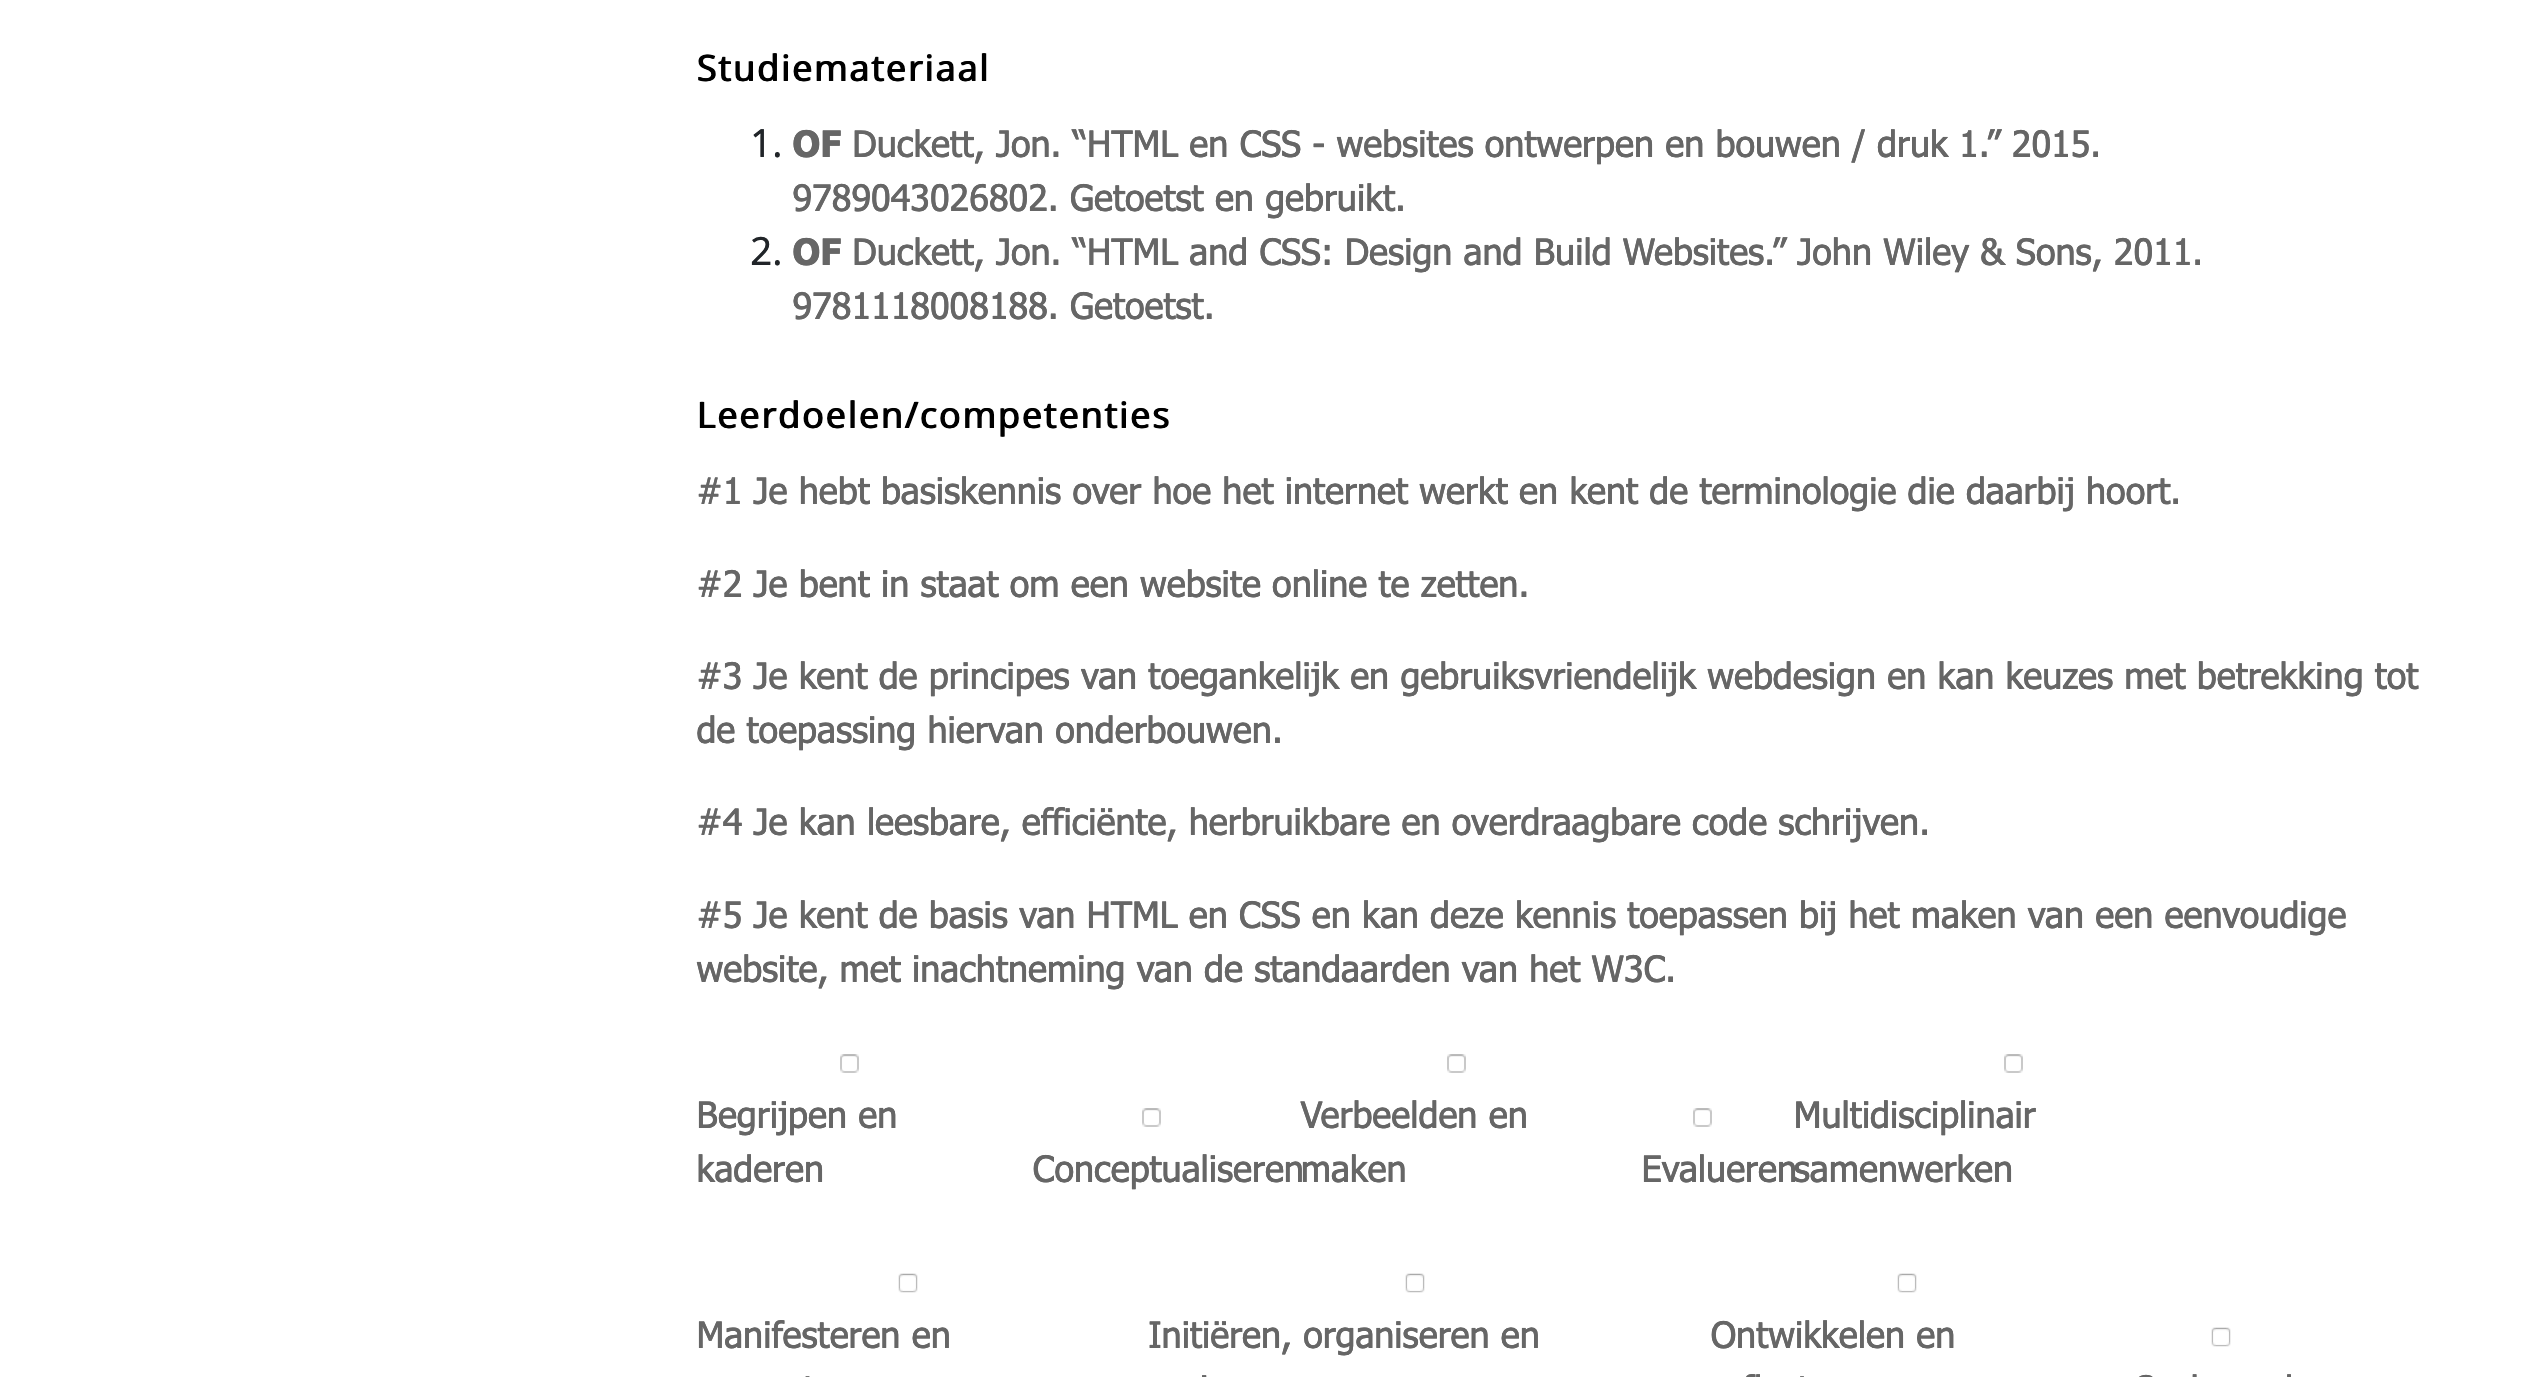 Studiemateriaal
1. OF Duckett, Jon. “HTML en CSS - websites ontwerpen en bouwen / druk 1.” 2015.
9789043026802. Getoetst en gebruikt.
2. OF Duckett, Jon. “HTML and CSS: Design and Build Websites.” John Wiley & Sons, 2011.
9781118008188. Getoetst.
Leerdoelen/competenties
#1 Je hebt basiskennis over hoe het internet werkt en kent de terminologie die daarbij hoort.
#2 Je bent in staat om een website online te zetten.
#3 Je kent de principes van toegankelijk en gebruiksvriendelijk webdesign en kan keuzes met betrekking tot
de toepassing hiervan onderbouwen.
#4 Je kan leesbare, efficiënte, herbruikbare en overdraagbare code schrijven.
#5 Je kent de basis van HTML en CSS en kan deze kennis toepassen bij het maken van een eenvoudige
website, met inachtneming van de standaarden van het W3C.
Begrijpen en
kaderen
Conceptualiseren
Verbeelden en
maken
Evalueren
Multidisciplinair
samenwerken
Manifesteren en
Initiëren, organiseren en
Ontwikkelen en